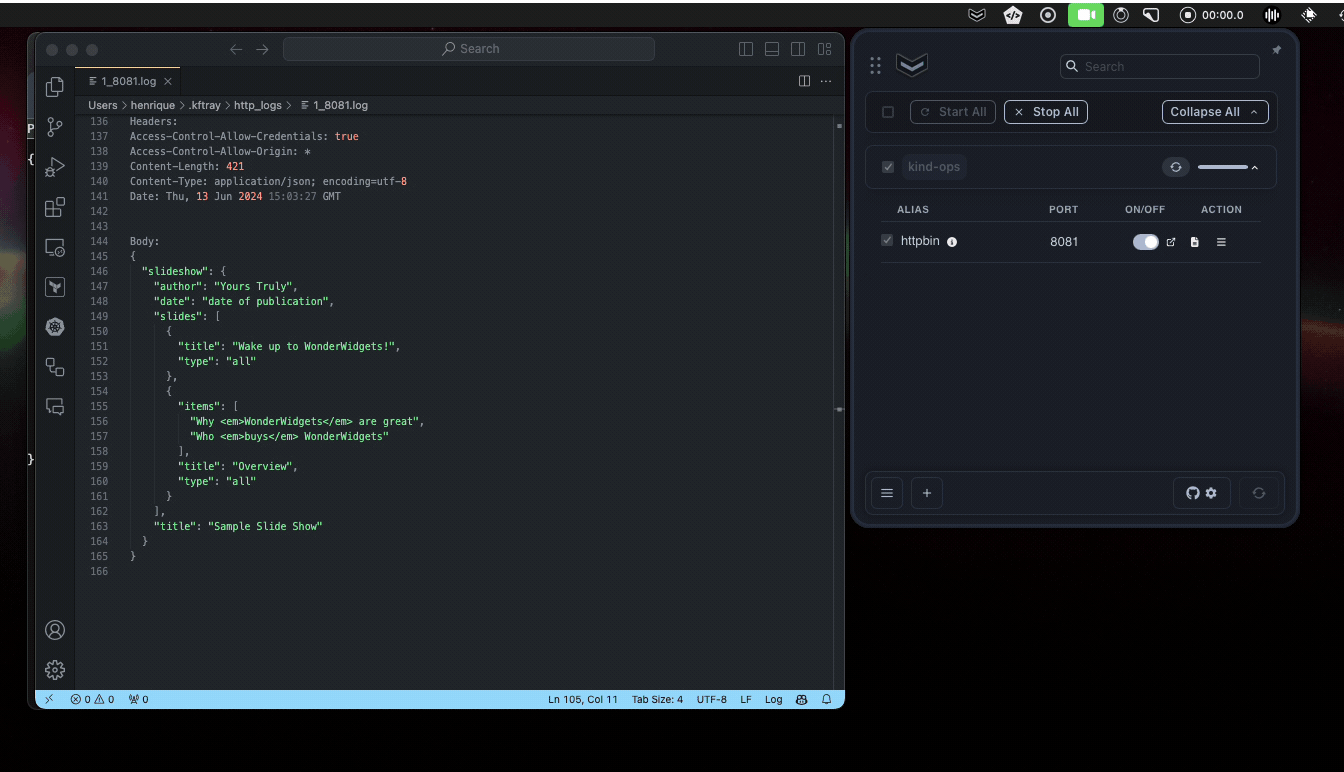 00:00.0
Search
1_8081.log
Users > henrique > .kftray > http_logs > 1_8081.log
136 Headers:
137 Access-Control-Allow-Credentials: true
138 Access-Control-Allow-Origin: *
139 Content-Length: 421
140 Content-Type: application/json; encoding=utf-8
141 Date: Thu, 13 Jun 2024 15:03:27 GMT
142
143
144 Body:
145 {
146 "slideshow": {
147 "author": "Yours Truly",
148 "date": "date of publication",
149 "slides": [
150 {
151 "title": "Wake up to WonderWidgets!",
152 "type": "all"
153 },
154 {
155 "items": [
156 "Why <em>WonderWidgets</em> are great",
157 "Who <em>buys</em> WonderWidgets"
158 ],
159 "title": "Overview",
160 "type": "all"
161 }
162 ],
163 "title": "Sample Slide Show"
164 }
165 }
166
0 0 0
Ln 105, Col 11 Tab Size: 4 UTF-8 LF Log
Search
Start All Stop All Collapse All
kind-ops
ALIAS PORT ON/OFF ACTION
httpbin 8081
P
{
}